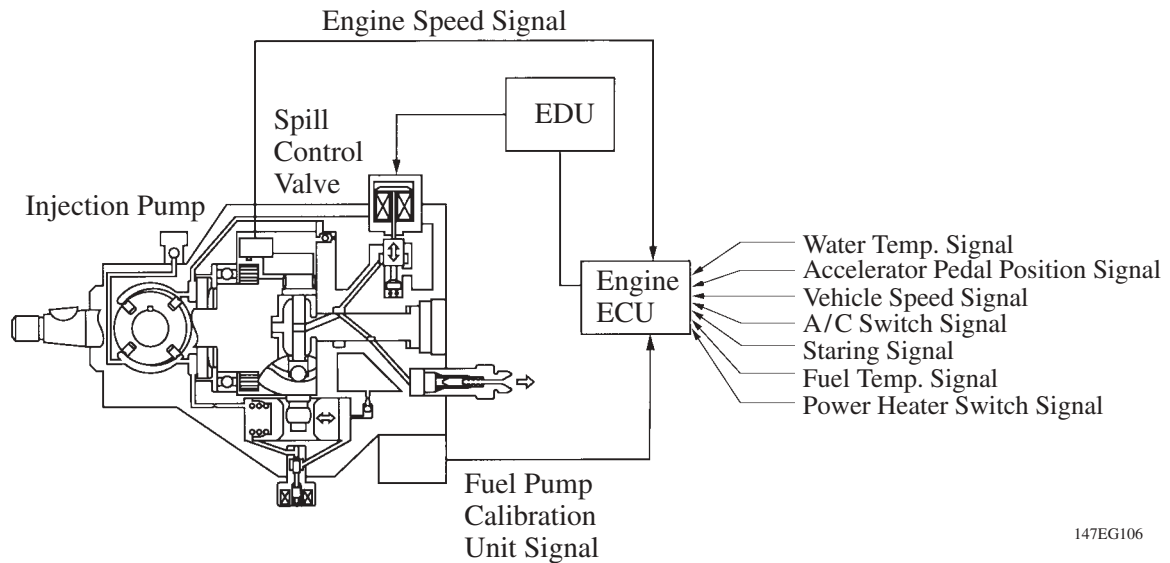 Engine Speed Signal
EDU
Spill
Control
Valve
Injection Pump
Engine
ECU
Water Temp. Signal
Accelerator Pedal Position Signal
Vehicle Speed Signal
A/C Switch Signal
Staring Signal
Fuel Temp. Signal
Power Heater Switch Signal
Fuel Pump
Calibration
Unit Signal
147EG106